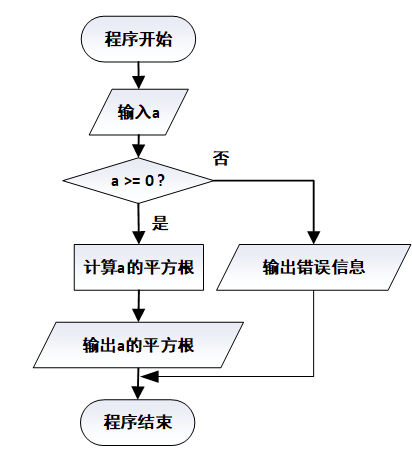 程序开始
输入a
a >= 0?
否
是
计算a的平方根
输出错误信息
输出a的平方根
程序结束